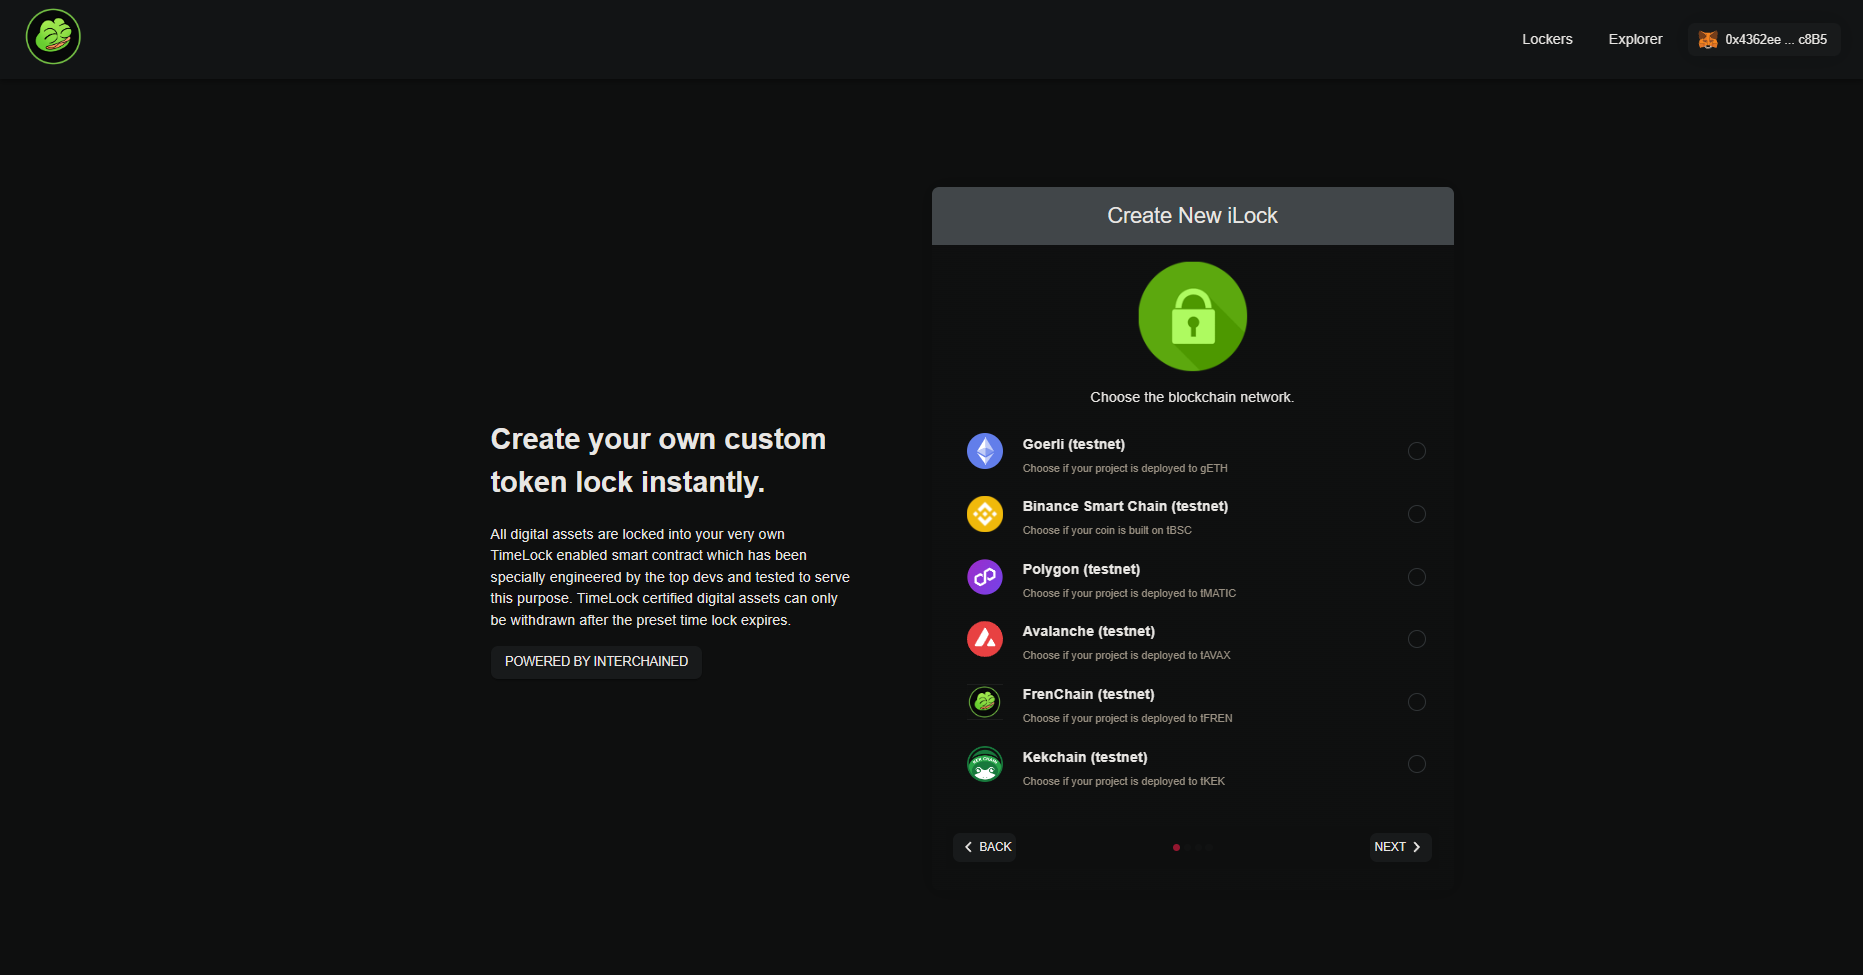 Lockers
Explorer
0x4362ee ... c8B5
Create your own custom
token lock instantly.
All digital assets are locked into your very own
TimeLock enabled smart contract which has been
specially engineered by the top devs and tested to serve
this purpose. TimeLock certified digital assets can only
be withdrawn after the preset time lock expires.
POWERED BY INTERCHAINED
Create New iLock
Choose the blockchain network.
Goerli (testnet)
Choose if your project is deployed to gETH
Binance Smart Chain (testnet)
Choose if your coin is built on tBSC
Polygon (testnet)
Choose if your project is deployed to tMATIC
Avalanche (testnet)
Choose if your project is deployed to tAVAX
FrenChain (testnet)
Choose if your project is deployed to tFREN
KEK CHAIN
Kekchain (testnet)
Choose if your project is deployed to tKEK
BACK
NEXT